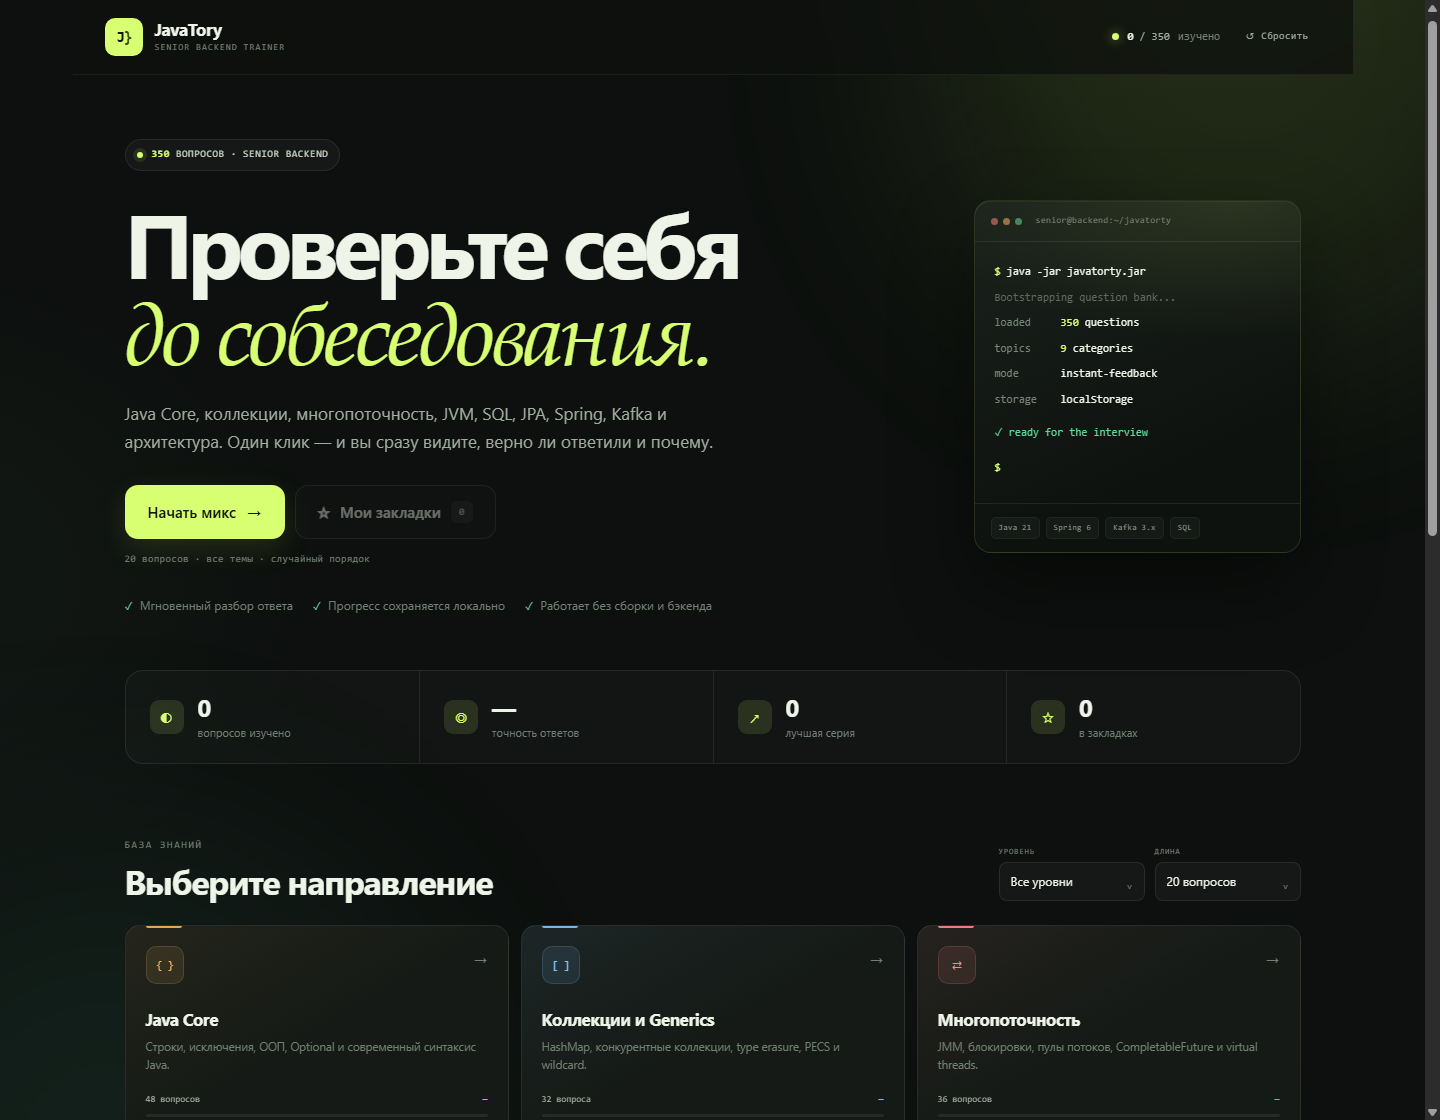 J} JavaTory
SENIOR BACKEND TRAINER
0 / 350 изучено
↺ Сбросить
350 ВОПРОСОВ · SENIOR BACKEND
Проверьте себя
до собеседования.
Java Core, коллекции, многопоточность, JVM, SQL, JPA, Spring, Kafka и
архитектура. Один клик — и вы сразу видите, верно ли ответили и почему.
Начать микс →
☆ Мои закладки 0
20 вопросов · все темы · случайный порядок
✓ Мгновенный разбор ответа
✓ Прогресс сохраняется локально
✓ Работает без сборки и бэкенда
senior@backend:~/javatorty
$ java -jar javatorty.jar
Bootstrapping question bank...
loaded 350 questions
topics 9 categories
mode instant-feedback
storage localStorage
✓ ready for the interview
$
Java 21
Spring 6
Kafka 3.x
SQL
0
вопросов изучено
—
точность ответов
0
лучшая серия
0
в закладках
БАЗА ЗНАНИЙ
Выберите направление
УРОВЕНЬ
Все уровни
ДЛИНА
20 вопросов
{ } →
Java Core
Строки, исключения, ООП, Optional и современный синтаксис
Java.
48 вопросов —
[ ] →
Коллекции и Generics
HashMap, конкурентные коллекции, type erasure, PECS и
wildcard.
32 вопроса —
⇄ →
Многопоточность
JMM, блокировки, пулы потоков, CompletableFuture и virtual
threads.
36 вопросов —